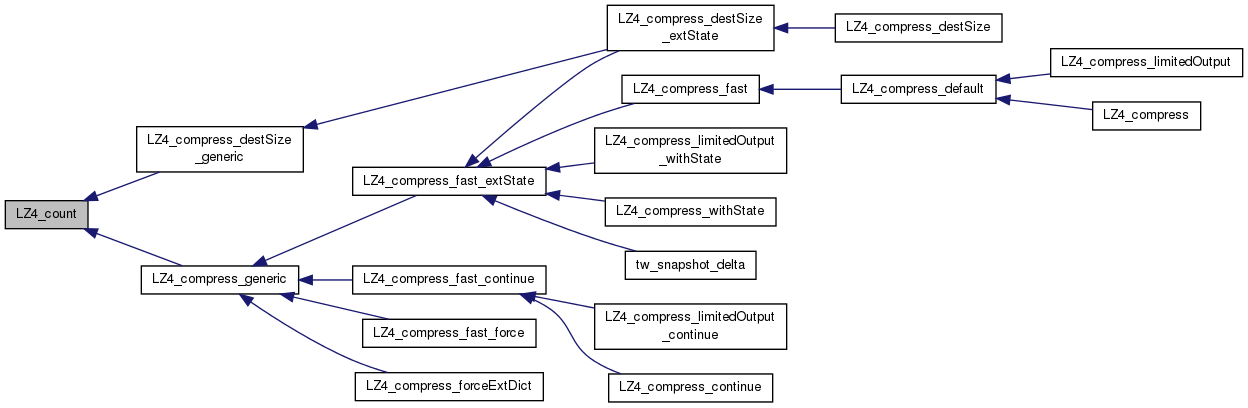 LZ4_compress_destSize
_extState
LZ4_compress_destSize
LZ4_compress_limitedOutput
LZ4_compress_fast
LZ4_compress_default
LZ4_compress
LZ4_compress_destSize
_generic
LZ4_compress_limitedOutput
_withState
LZ4_compress_fast_extState
LZ4_count
LZ4_compress_withState
tw_snapshot_delta
LZ4_compress_generic
LZ4_compress_fast_continue
LZ4_compress_limitedOutput
_continue
LZ4_compress_fast_force
LZ4_compress_forceExtDict
LZ4_compress_continue